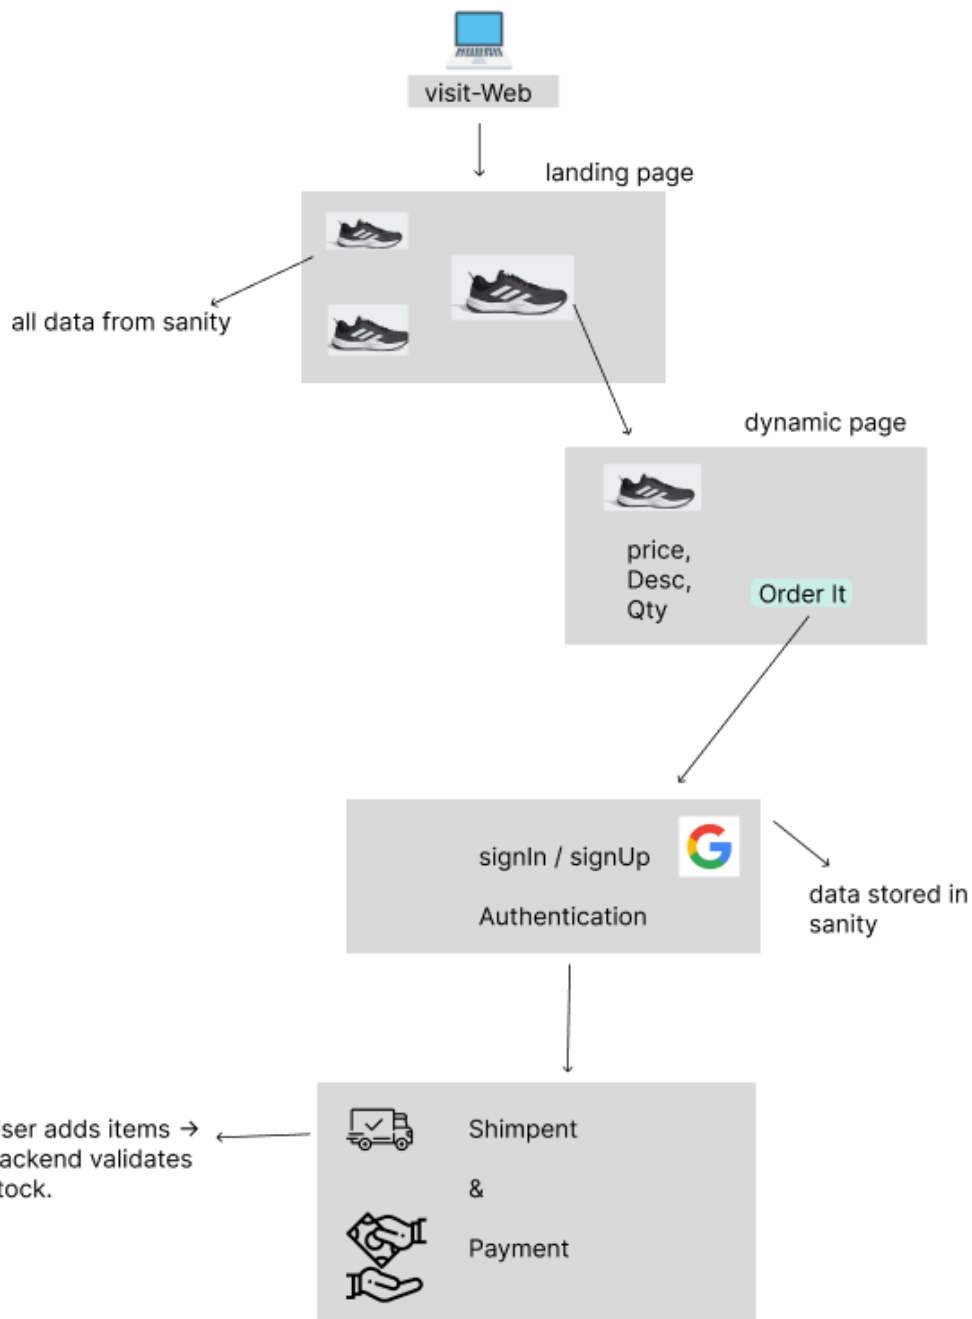 visit-Web
landing page
all data from sanity
dynamic page
price,
Desc,
Qty
Order It
signIn / signUp
Authentication
data stored in
sanity
ser adds items →
ackend validates
tock.
Shimpent
&
Payment